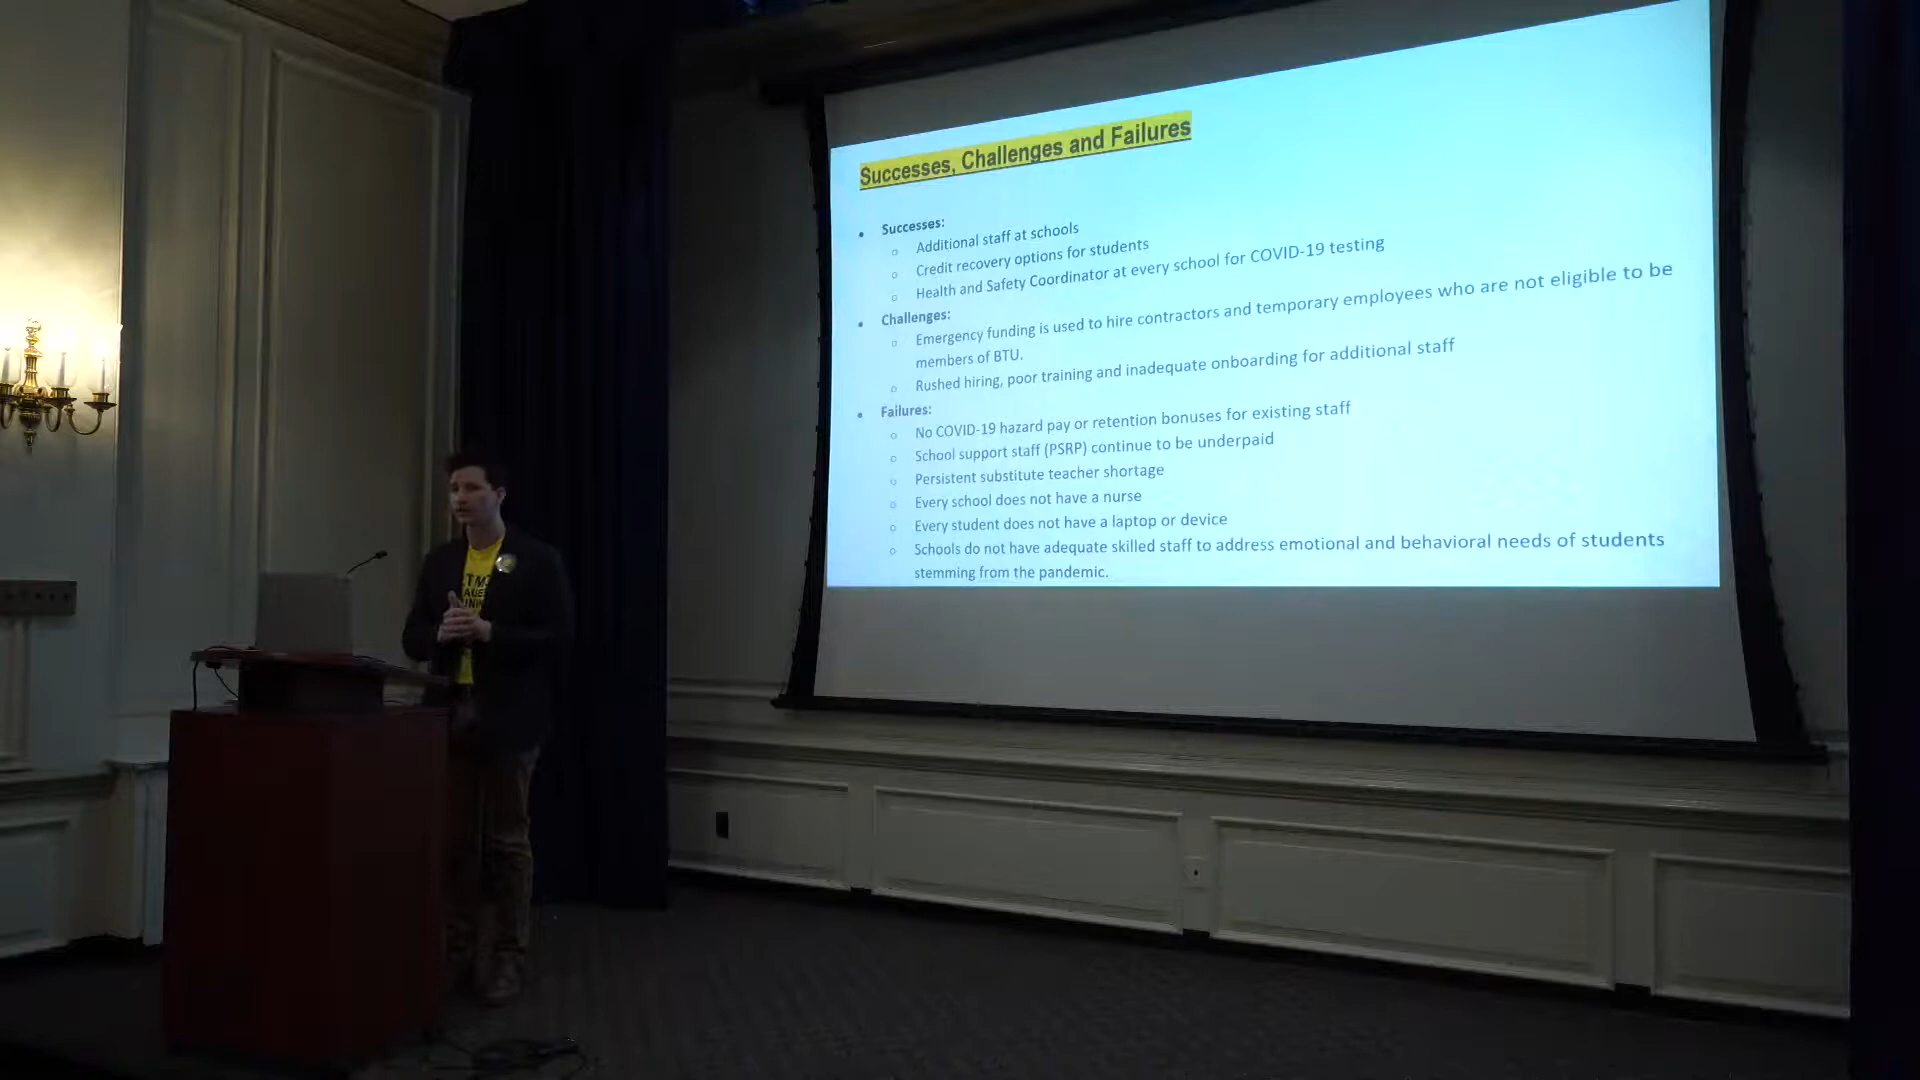 Successes, Challenges and Failures
Successes:
Additional staff at schools
Credit recovery options for students
Health and Safety Coordinator at every school for COVID-19 testing
Challenges:
Emergency funding is used to hire contractors and temporary employees who are not eligible to be
members of BTU.
Rushed hiring, poor training and inadequate onboarding for additional staff
Failures:
No COVID-19 hazard pay or retention bonuses for existing staff
School support staff (PSRP) continue to be underpaid
Persistent substitute teacher shortage
Every school does not have a nurse
Every student does not have a laptop or device
Schools do not have adequate skilled staff to address emotional and behavioral needs of students
stemming from the pandemic.